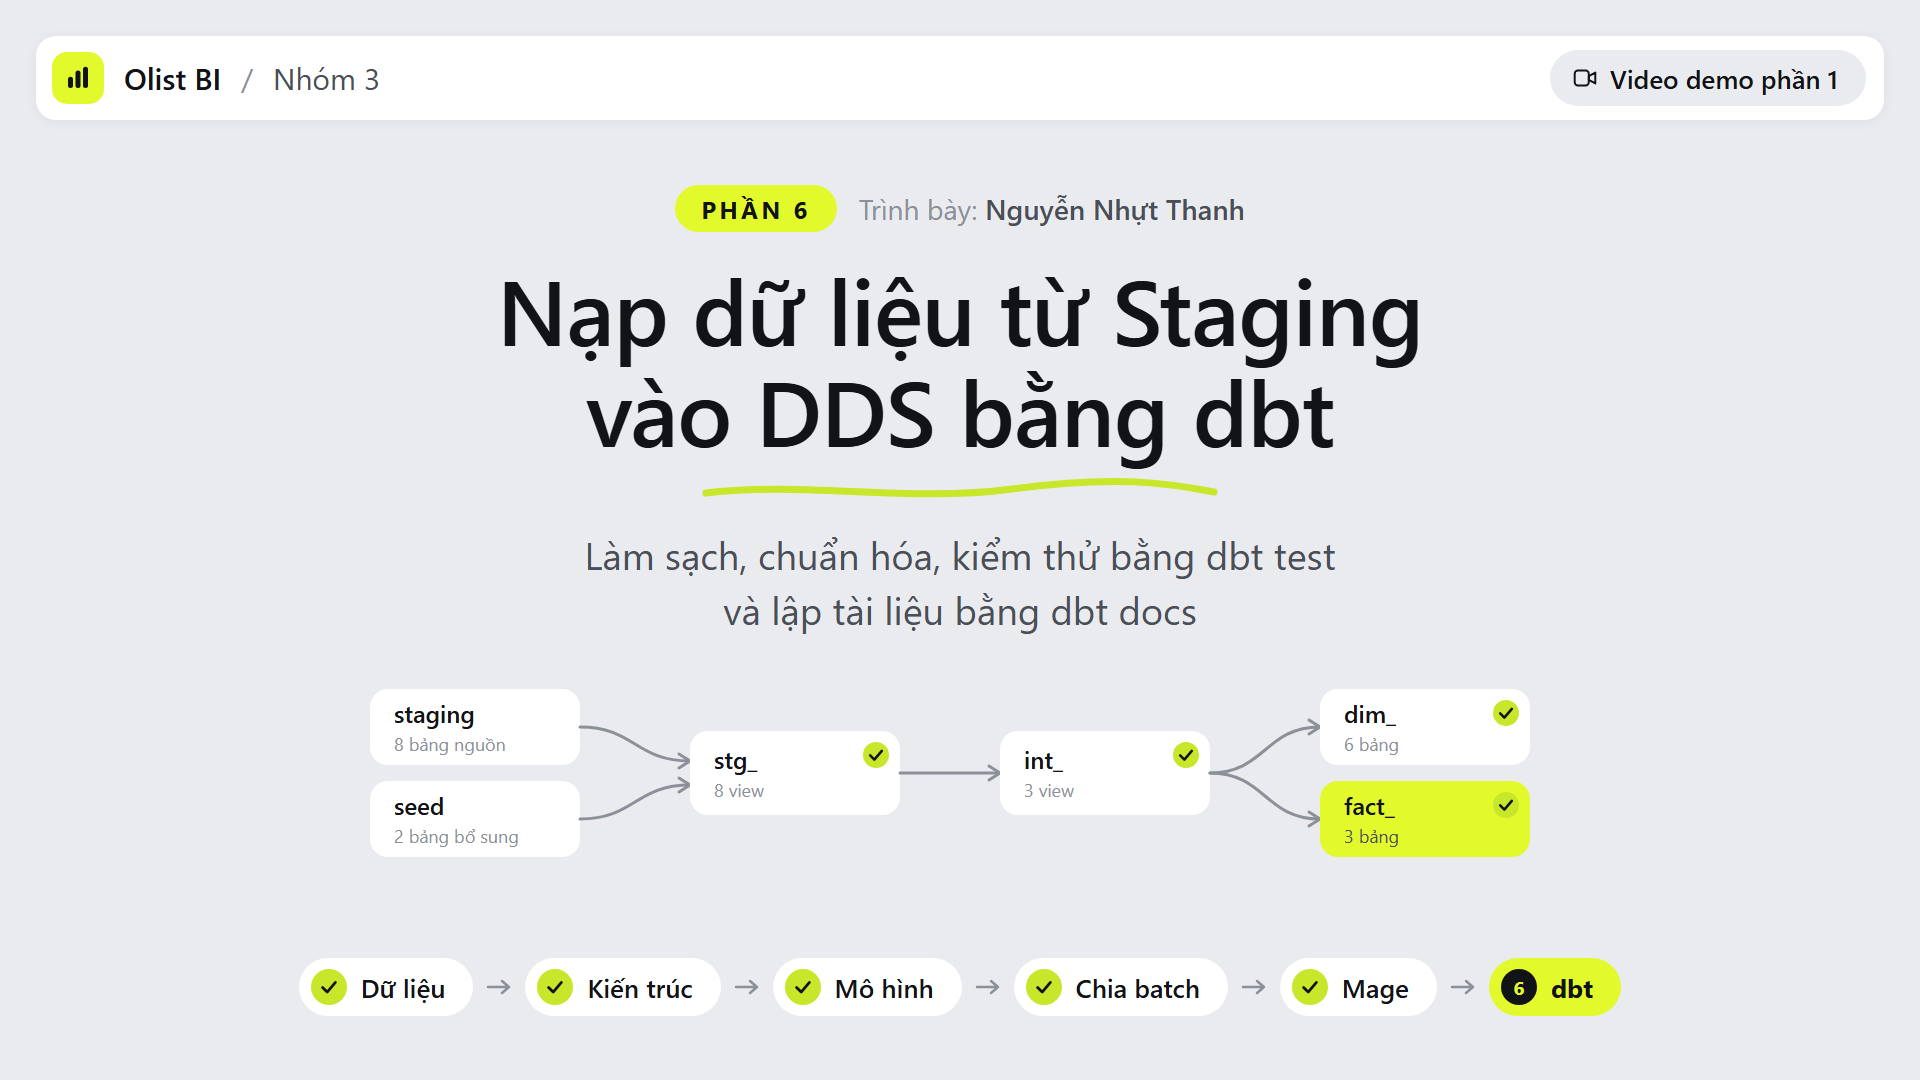 Olist BI / Nhóm 3
Video demo phần 1
PHẦN 6
Trình bày: Nguyễn Nhựt Thanh
Nạp dữ liệu từ Staging
vào DDS bằng dbt
Làm sạch, chuẩn hóa, kiểm thử bằng dbt test
và lập tài liệu bằng dbt docs
staging
8 bảng nguồn
seed
2 bảng bổ sung
stg_
8 view
int_
3 view
dim_
6 bảng
fact_
3 bảng
Dữ liệu
Kiến trúc
Mô hình
Chia batch
Mage
6 dbt